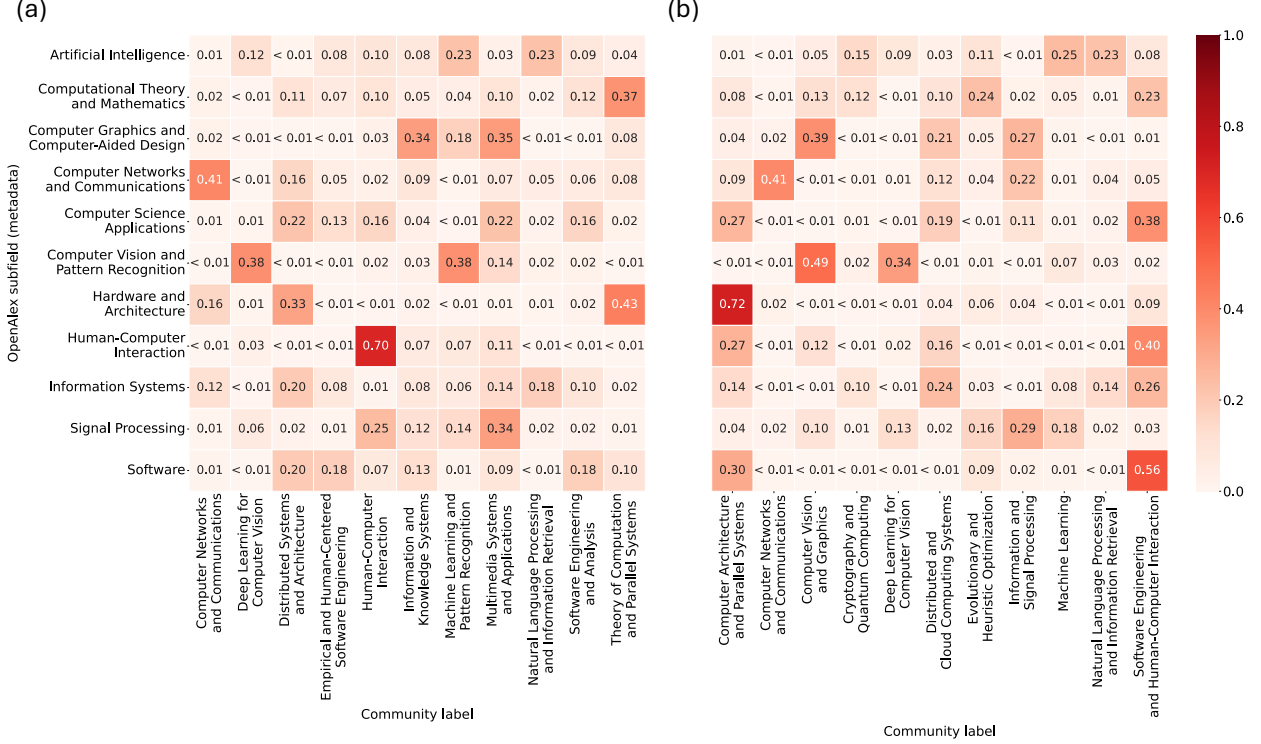 (a)
(b)
OpenAlex subfield (metadata)
Artificial Intelligence
0.01 0.12 < 0.01 0.08 0.10 0.08 0.23 0.03 0.23 0.09 0.04
0.01 < 0.01 0.05 0.15 0.09 0.03 0.11 < 0.01 0.25 0.23 0.08
Computational Theory
and Mathematics
0.02 < 0.01 0.11 0.07 0.10 0.05 0.04 0.10 0.02 0.12 0.37
0.08 < 0.01 0.13 0.12 < 0.01 0.10 0.24 0.02 0.05 0.01 0.23
Computer Graphics and
Computer-Aided Design
0.02 < 0.01 < 0.01 < 0.01 0.03 0.34 0.18 0.35 < 0.01 < 0.01 0.08
0.04 0.02 0.39 < 0.01 < 0.01 0.21 0.05 0.27 < 0.01 < 0.01 0.01
Computer Networks
and Communications
0.41 < 0.01 0.16 0.05 0.02 0.09 < 0.01 0.07 0.05 0.06 0.08
0.09 0.41 < 0.01 < 0.01 < 0.01 0.12 0.04 0.22 0.01 0.04 0.05
Computer Science
Applications
0.01 0.01 0.22 0.13 0.16 0.04 < 0.01 0.22 0.02 0.16 0.02
0.27 < 0.01 < 0.01 < 0.01 < 0.01 0.19 < 0.01 0.11 0.01 0.02 0.38
Computer Vision and
Pattern Recognition
< 0.01 0.38 < 0.01 < 0.01 0.02 0.03 0.38 0.14 0.02 0.02 < 0.01
< 0.01 < 0.01 0.49 0.02 0.34 < 0.01 0.01 < 0.01 0.07 0.03 0.02
Hardware and
Architecture
0.16 0.01 0.33 < 0.01 < 0.01 0.02 < 0.01 0.01 0.01 0.02 0.43
0.72 0.02 < 0.01 < 0.01 < 0.01 0.04 0.06 0.04 < 0.01 < 0.01 0.09
Human-Computer
Interaction
< 0.01 0.03 < 0.01 < 0.01 0.70 0.07 0.07 0.11 < 0.01 < 0.01 < 0.01
0.27 < 0.01 0.12 < 0.01 0.02 0.16 < 0.01 < 0.01 < 0.01 0.01 0.40
Information Systems
0.12 < 0.01 0.20 0.08 0.01 0.08 0.06 0.14 0.18 0.10 0.02
0.14 < 0.01 < 0.01 0.10 < 0.01 0.24 0.03 < 0.01 0.08 0.14 0.26
Signal Processing
0.01 0.06 0.02 0.01 0.25 0.12 0.14 0.34 0.02 0.02 0.01
0.04 0.02 0.10 0.01 0.13 0.02 0.16 0.29 0.18 0.02 0.03
Software
0.01 < 0.01 0.20 0.18 0.07 0.13 0.01 0.09 < 0.01 0.18 0.10
0.30 < 0.01 < 0.01 < 0.01 < 0.01 < 0.01 0.09 0.02 0.01 < 0.01 0.56
Computer Networks
and Communications
Deep Learning for
Computer Vision
Distributed Systems
and Architecture
Empirical and Human-Centered
Software Engineering
Human-Computer
Interaction
Information and
Knowledge Systems
Machine Learning and
Pattern Recognition
Multimedia Systems
and Applications
Natural Language Processing
and Information Retrieval
Software Engineering
and Analysis
Theory of Computation
and Parallel Systems
Community label
Computer Architecture
and Parallel Systems
Computer Networks
and Communications
Computer Vision
and Graphics
Cryptography and
Quantum Computing
Deep Learning for
Computer Vision
Distributed and
Cloud Computing Systems
Evolutionary and
Heuristic Optimization
Information and
Signal Processing
Machine Learning
Natural Language Processing
and Information Retrieval
Software Engineering
and Human-Computer Interaction
Community label
1.0
0.8
0.6
0.4
0.2
0.0